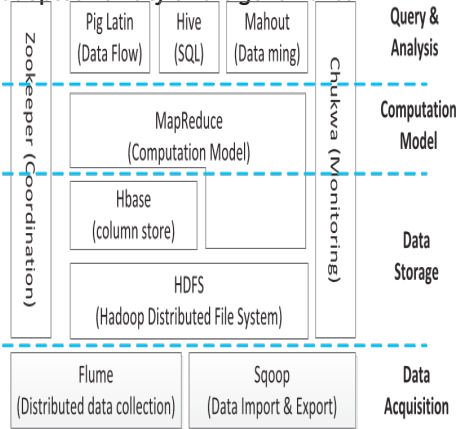 Pig Latin
(Data Flow)
Hive
(SQL)
Mahout
(Data ming)
Query &
Analysis
Zookeeper (Coordination)
Chukwa (Monitoring)
MapReduce
(Computation Model)
Computation
Model
Hbase
(column store)
Data
Storage
HDFS
(Hadoop Distributed File System)
Flume
(Distributed data collection)
Sqoop
(Data Import & Export)
Data
Acquisition